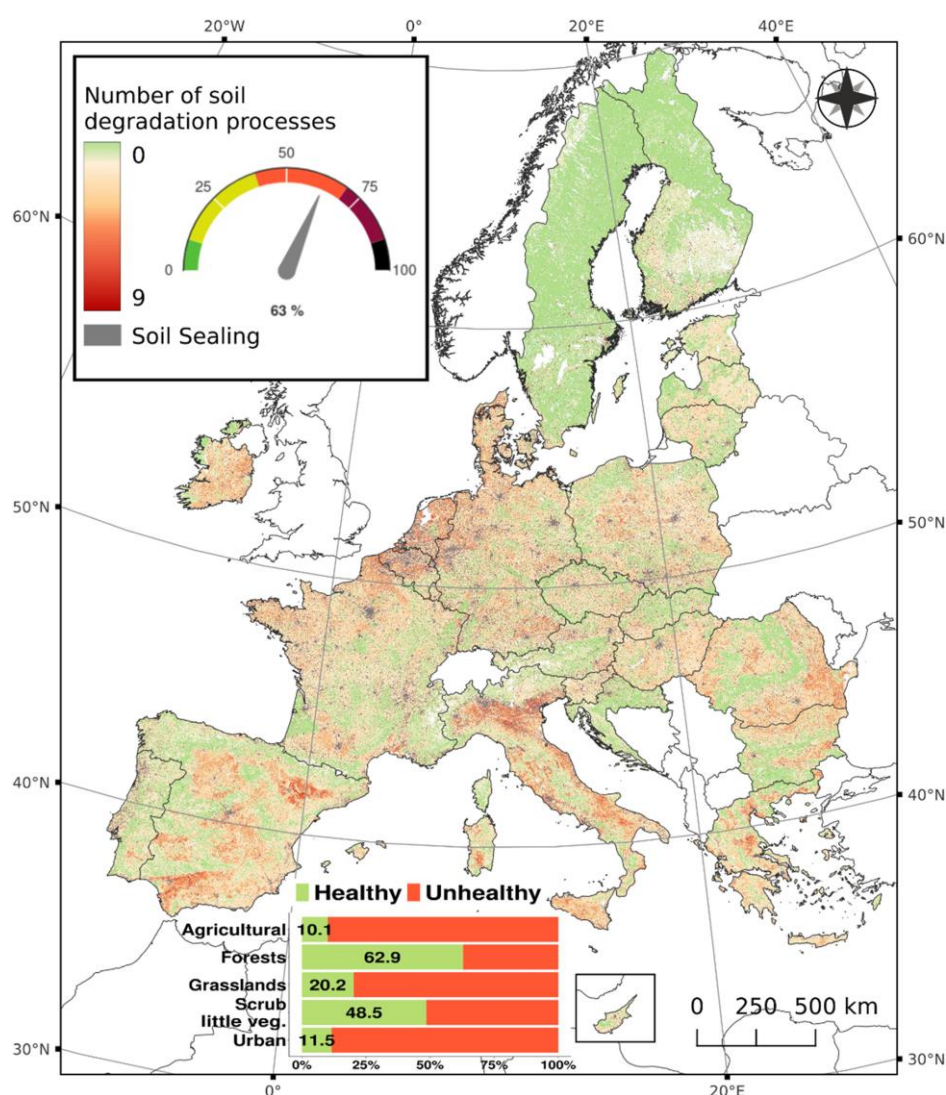 20°W
0°
20°E
40°E
Number of soil
degradation processes
0
9
Soil Sealing
0
25
50
75
100
63 %
60°N
60°N
50°N
50°N
40°N
40°N
30°N
30°N
Healthy Unhealthy
Agricultural 10.1
Forests 62.9
Grasslands 20.2
Scrub
little veg. 48.5
Urban 11.5
0% 25% 50% 75% 100%
0 250 500 km
0°
20°E